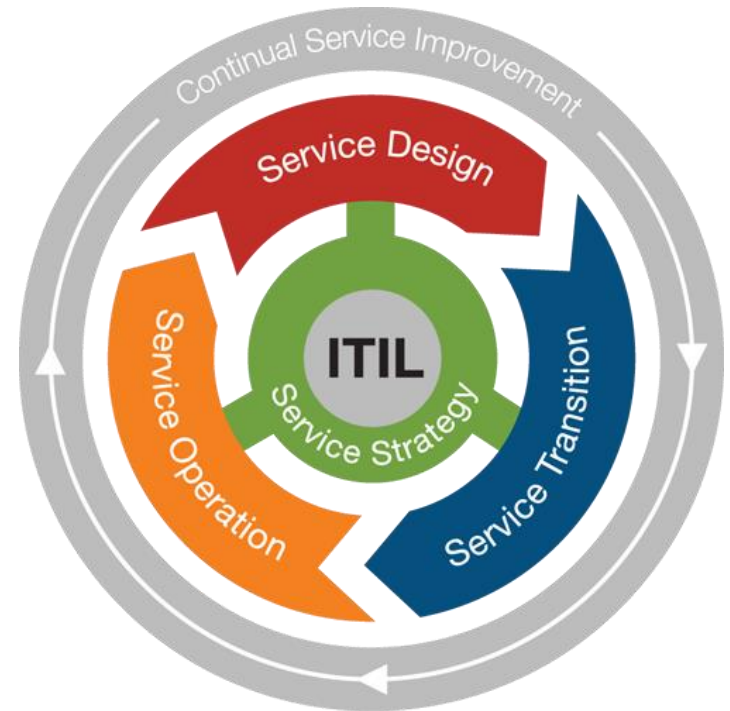 Continual Service Improvement
Service Design
Service Transition
Service Operation
ITIL
Service Strategy